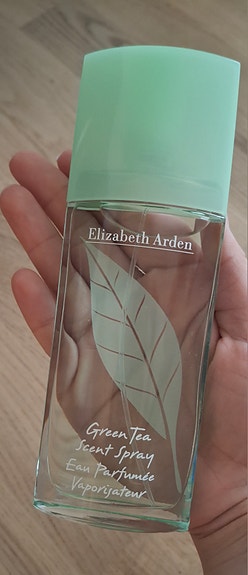 Elizabeth Arden
Green Tea
Scent Spray
Eau Parfumée
Vaporisateur